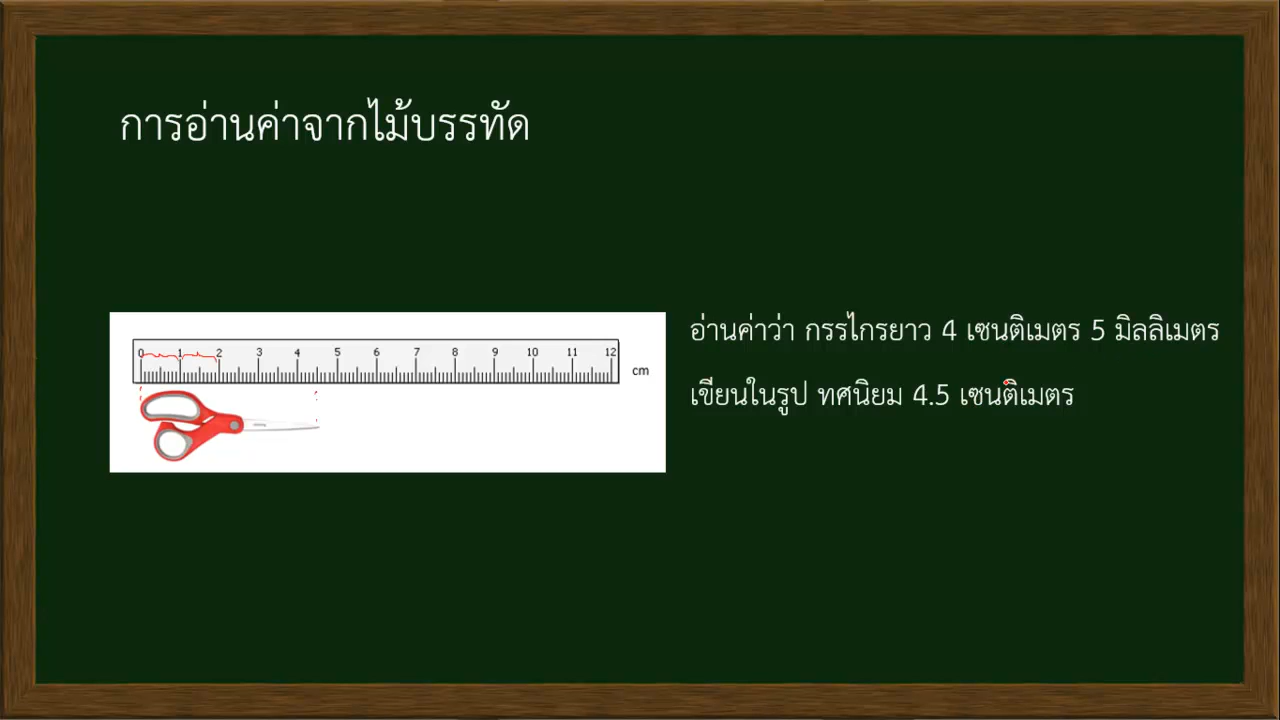 การอ่านค่าจากไม้บรรทัด
0 1 2 3 4 5 6 7 8 9 10 11 12
cm
อ่านค่าว่า กรรไกรยาว 4 เซนติเมตร 5 มิลลิเมตร
เขียนในรูป ทศนิยม 4.5 เซนติเมตร